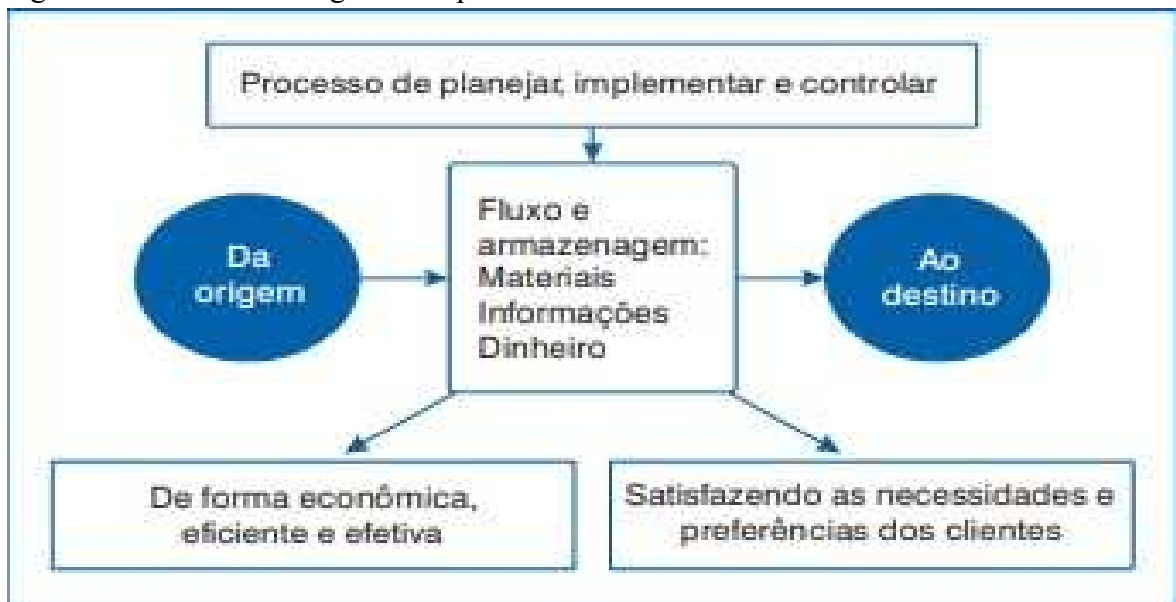 Processo de planejar, implementar e controlar
Da
origem
Fluxo e
armazenagem:
Materiais
Informações
Dinheiro
Ao
destino
De forma econômica,
eficiente e efetiva
Satisfazendo as necessidades e
preferências dos clientes